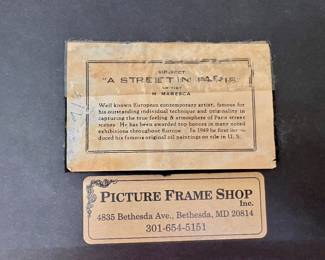 SUBJECT
"A STREET IN PARIS"
ARTIST
M. MARESCA
Well known European contemporary artist, famous for
his outstanding individual technique and originality in
capturing the true feeling & atmosphere of Paris street
scenes. He has been awarded top honors in many noted
exhibitions throughout Europe. In 1949 he first intro-
duced his famous original oil paintings on tile in U. S.
PICTURE FRAME SHOP
Inc.
4835 Bethesda Ave., Bethesda, MD 20814
301-654-5151